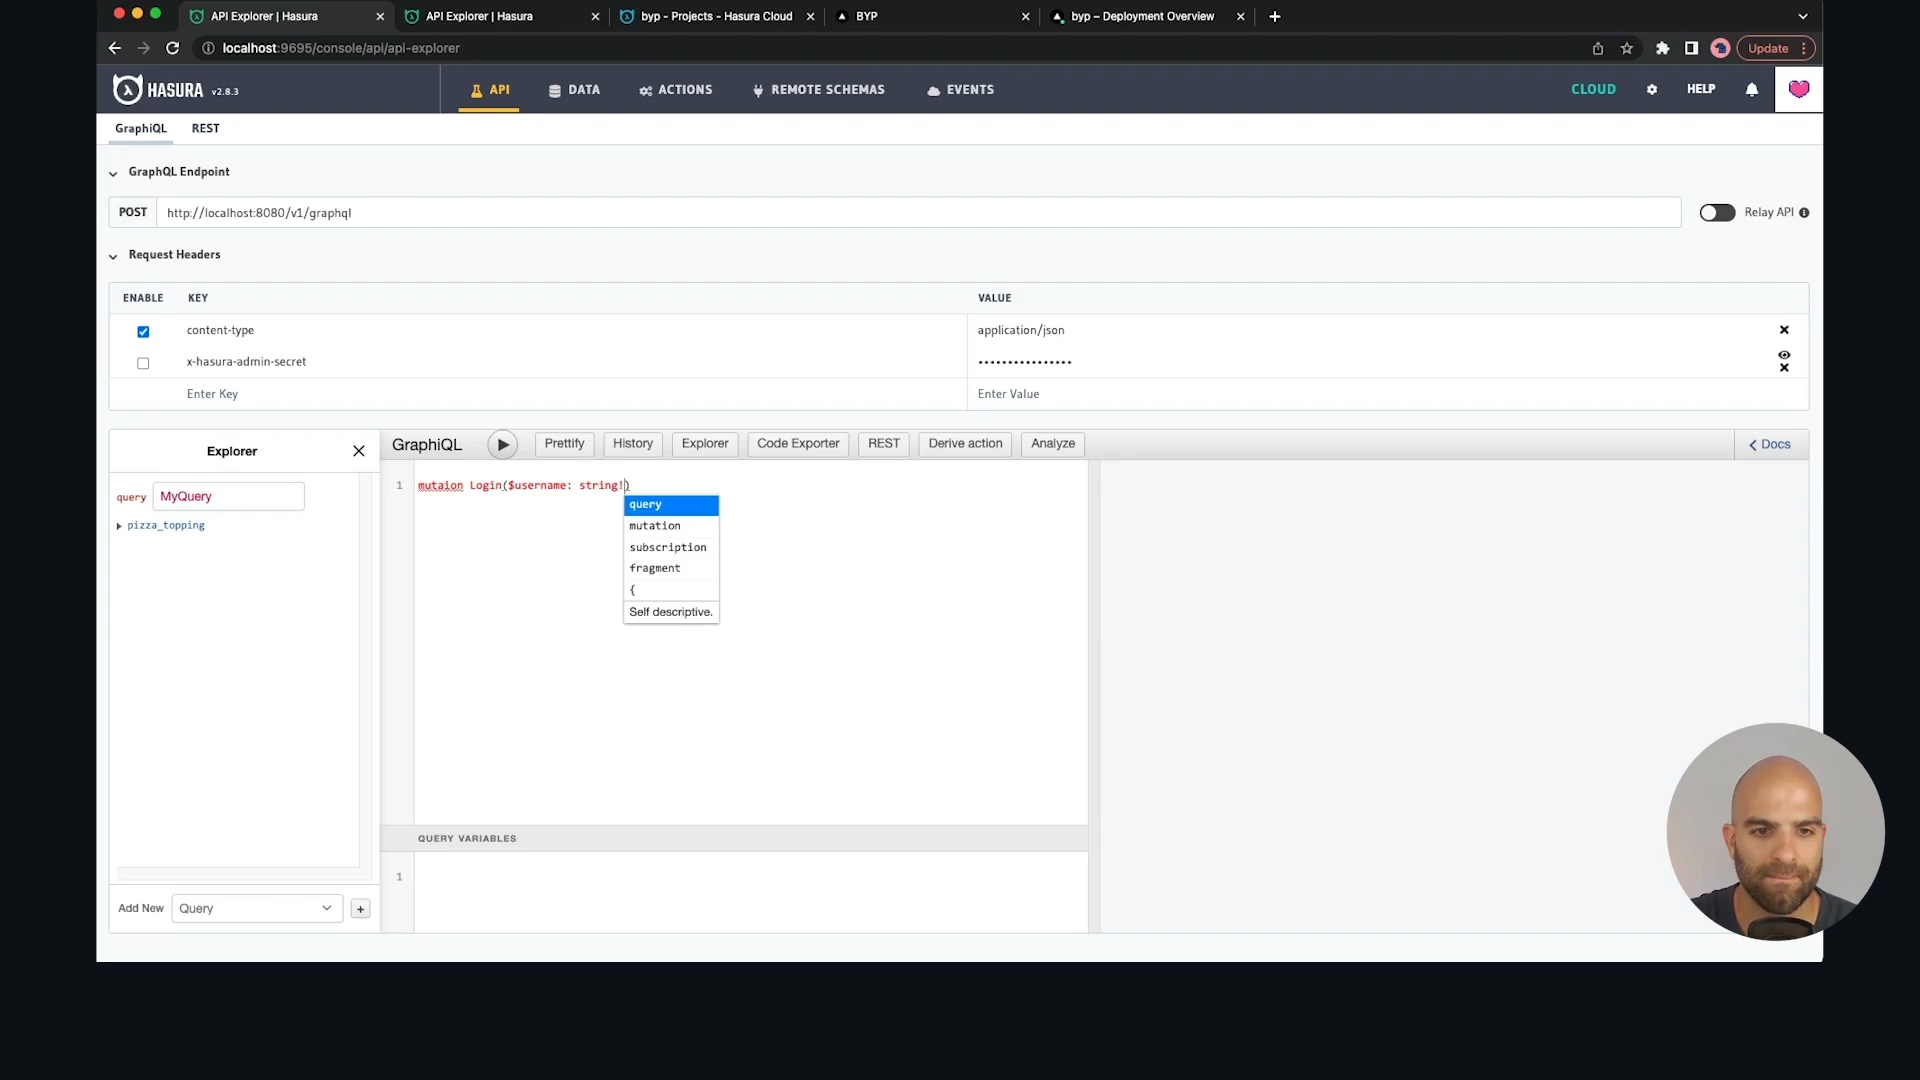 API Explorer | Hasura
API Explorer | Hasura
byp - Projects - Hasura Cloud
BYP
byp – Deployment Overview
localhost:9695/console/api/api-explorer
Update
HASURA v2.8.3
API
DATA
ACTIONS
REMOTE SCHEMAS
EVENTS
CLOUD
HELP
GraphiQL
REST
GraphQL Endpoint
POST
http://localhost:8080/v1/graphql
Relay API
Request Headers
ENABLE
KEY
VALUE
content-type
application/json
x-hasura-admin-secret
••••••••••••••••
Enter Key
Enter Value
Explorer
GraphiQL
Prettify
History
Explorer
Code Exporter
REST
Derive action
Analyze
Docs
query MyQuery
pizza_topping
1
mutaion Login($username: string!)
query
mutation
subscription
fragment
{
Self descriptive.
QUERY VARIABLES
1
Add New
Query
+